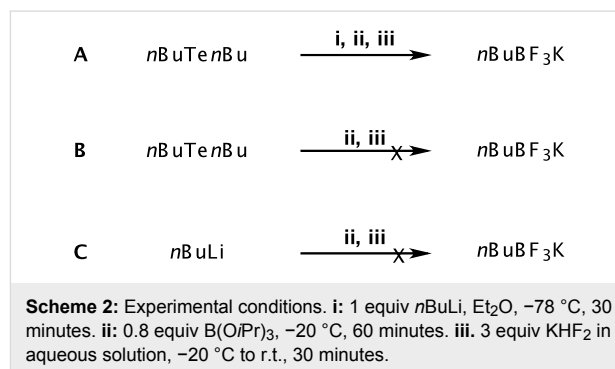 A nBuTenBu i, ii, iii nBuBF₃K
B nBuTenBu ii, iii X nBuBF₃K
C nBuLi ii, iii X nBuBF₃K
Scheme 2: Experimental conditions. i: 1 equiv nBuLi, Et₂O, −78 °C, 30
minutes. ii: 0.8 equiv B(OiPr)₃, −20 °C, 60 minutes. iii. 3 equiv KHF₂ in
aqueous solution, −20 °C to r.t., 30 minutes.